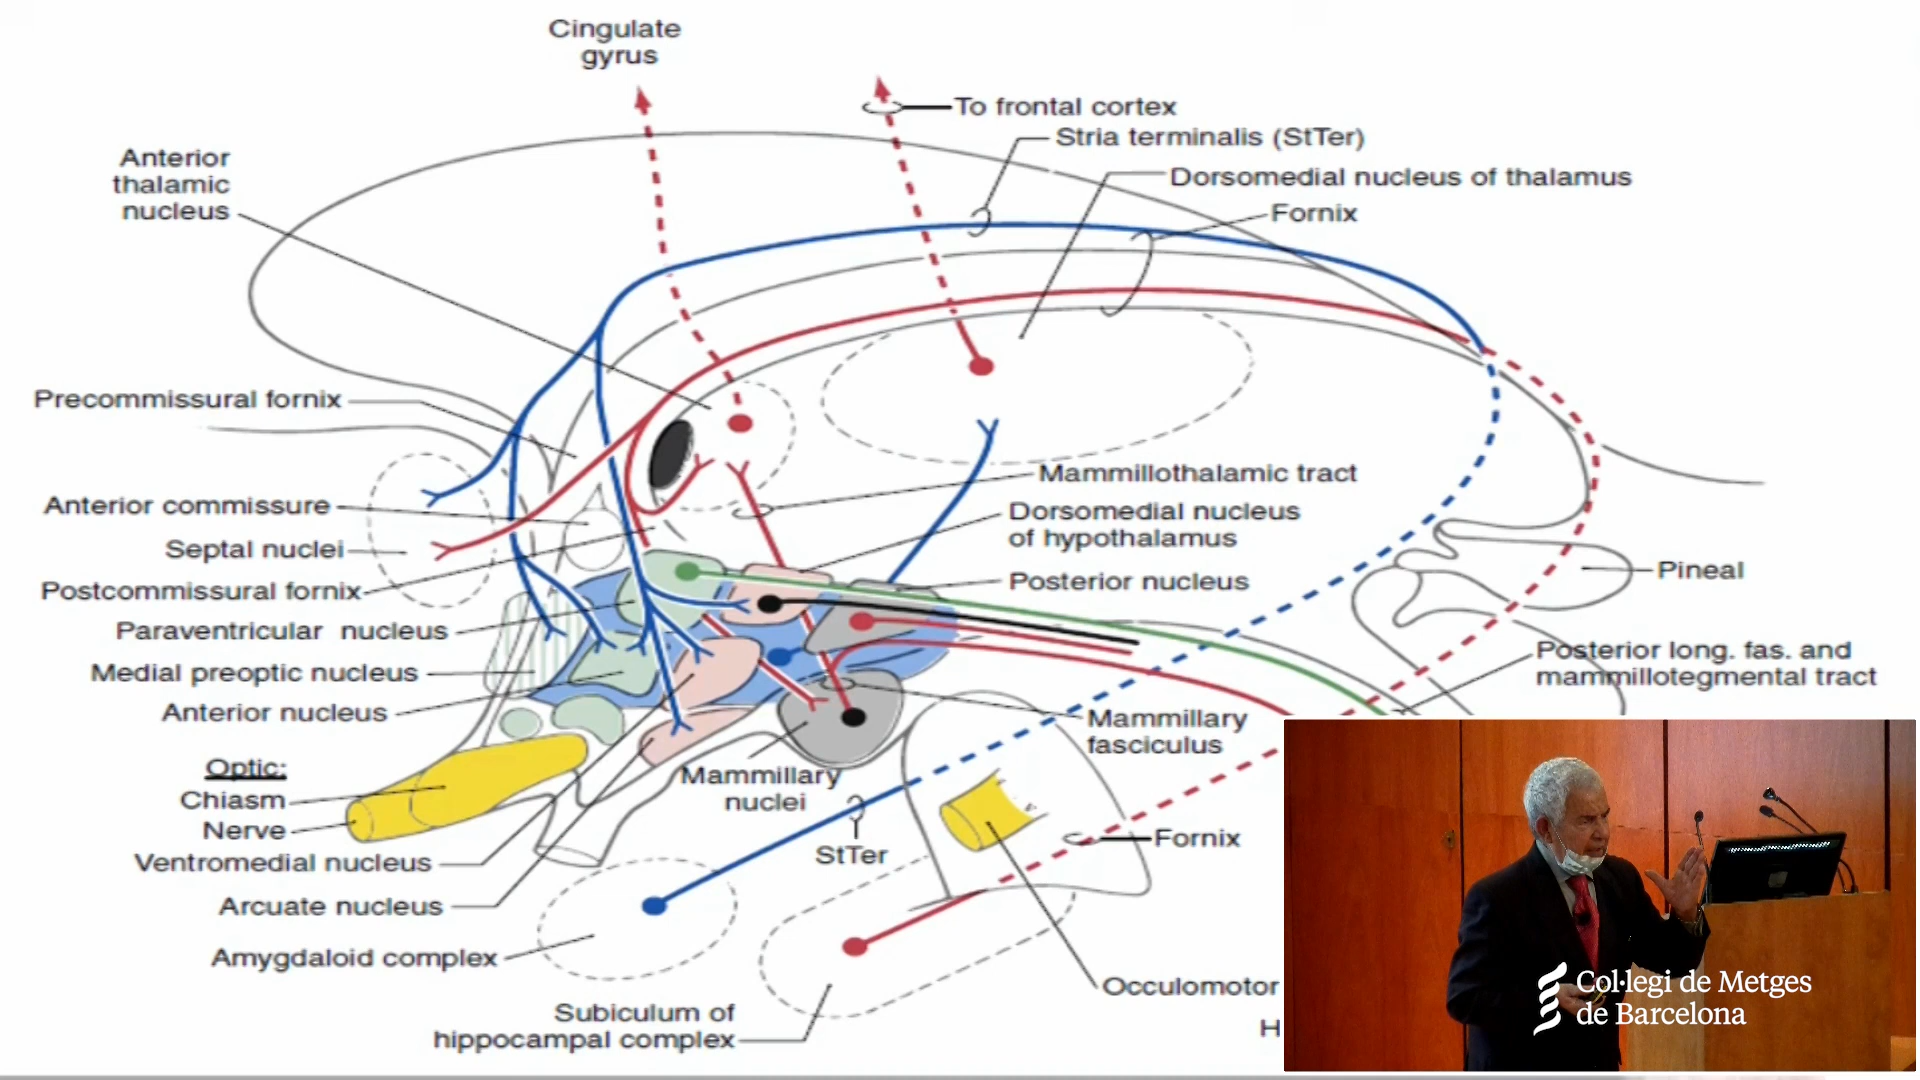 Cingulate
gyrus
To frontal cortex
Stria terminalis (StTer)
Anterior
thalamic
nucleus
Dorsomedial nucleus of thalamus
Fornix
Precommissural fornix
Mammillothalamic tract
Anterior commissure
Dorsomedial nucleus
of hypothalamus
Septal nuclei
Postcommissural fornix
Posterior nucleus
Pineal
Paraventricular nucleus
Posterior long. fas. and
mammillotegmental tract
Medial preoptic nucleus
Anterior nucleus
Mammillary
fasciculus
Optic:
Chiasm
Nerve
Mammillary
nuclei
Ventromedial nucleus
StTer
Fornix
Arcuate nucleus
Amygdaloid complex
Occulomotor
Subiculum of
hippocampal complex
H
Col·legi de Metges
de Barcelona